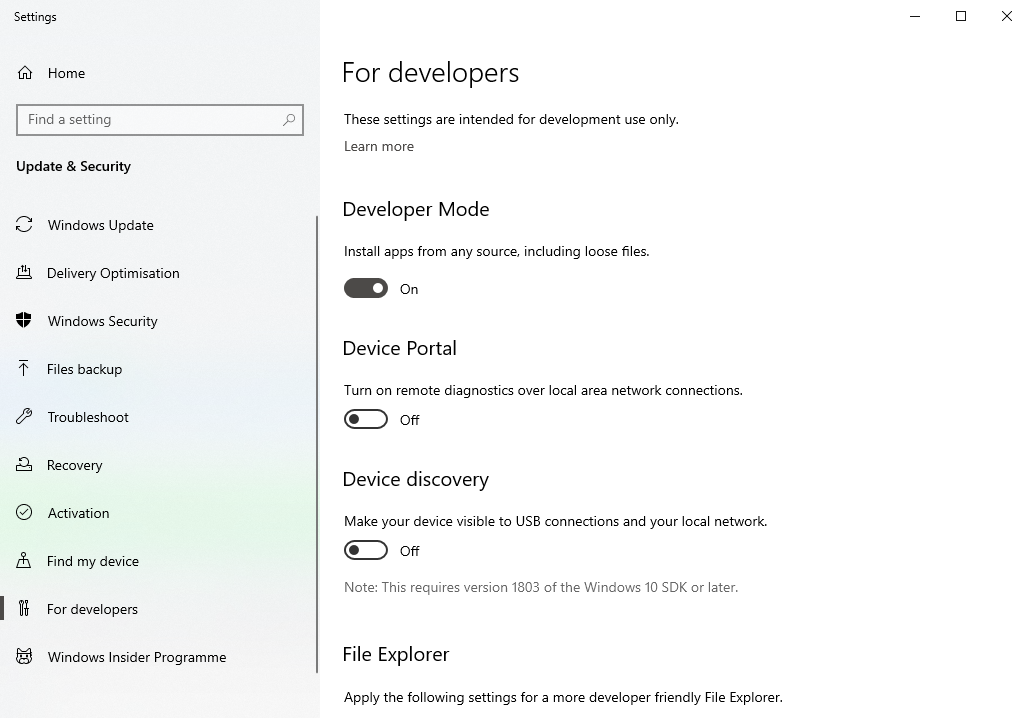 Settings
Home
Find a setting
Update & Security
Windows Update
Delivery Optimisation
Windows Security
Files backup
Troubleshoot
Recovery
Activation
Find my device
For developers
Windows Insider Programme
For developers
These settings are intended for development use only.
Learn more
Developer Mode
Install apps from any source, including loose files.
On
Device Portal
Turn on remote diagnostics over local area network connections.
Off
Device discovery
Make your device visible to USB connections and your local network.
Off
Note: This requires version 1803 of the Windows 10 SDK or later.
File Explorer
Apply the following settings for a more developer friendly File Explorer.